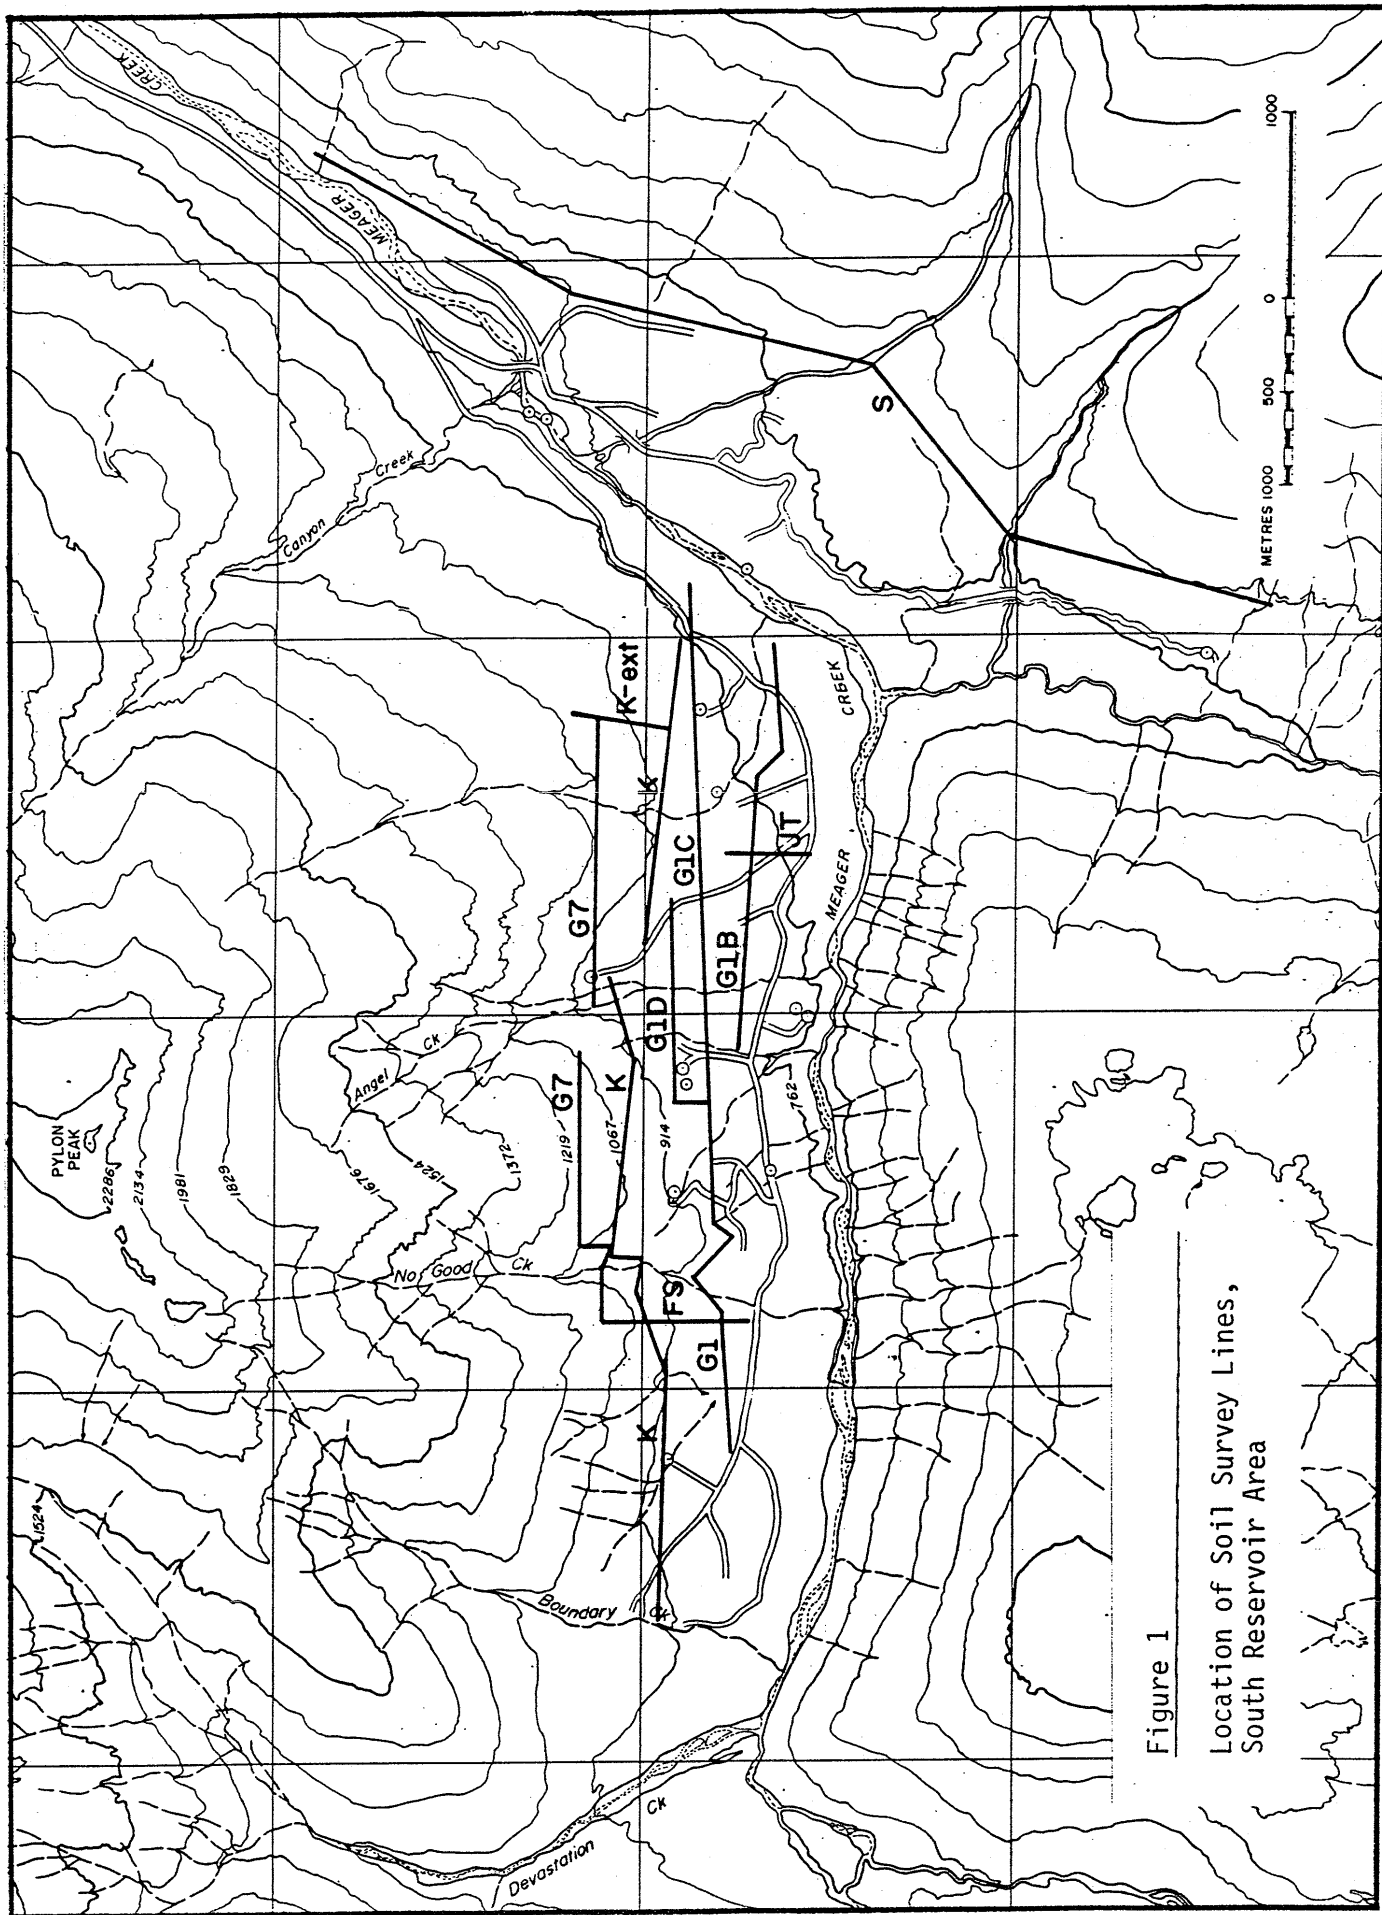 CREEK
MEAGER
Canyon
Creek
PYLON
PEAK
2286
2134
1981
1829
1676
1524
1372
1219
1067
914
762
1524
Angel
Ck
No Good
Ck
Boundary
Ck
Devastation
Ck
MEAGER
CREEK
K-ext
K
G7
G1C
JT
G1B
G1D
G7
K
FS
G1
K
S
METRES 1000
500
0
1000
Figure 1
Location of Soil Survey Lines,
South Reservoir Area